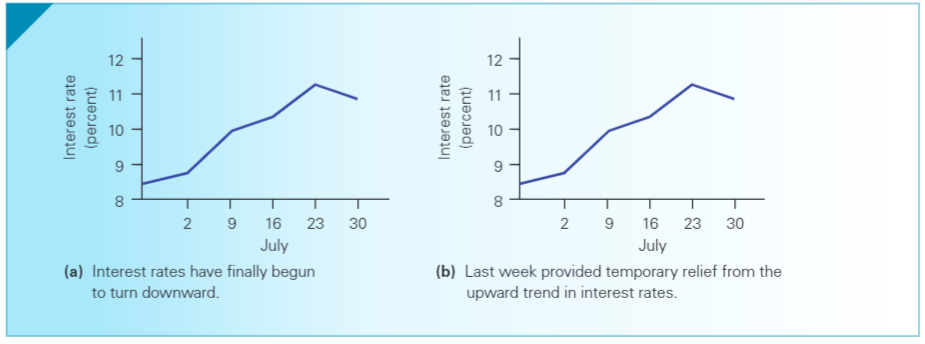 Interest rate
(percent)
12
11
10
9
8
2 9 16 23 30
July
(a) Interest rates have finally begun
to turn downward.
Interest rate
(percent)
12
11
10
9
8
2 9 16 23 30
July
(b) Last week provided temporary relief from the
upward trend in interest rates.